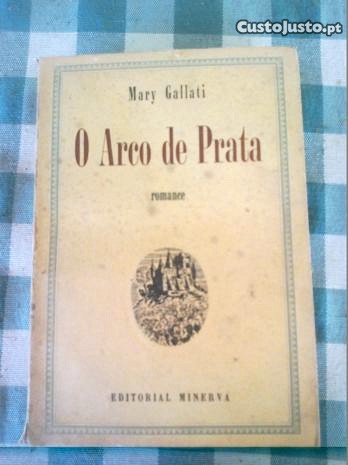 CustoJusto.pt
Mary Gallati
O Arco de Prata
romance
EDITORIAL MINERVA